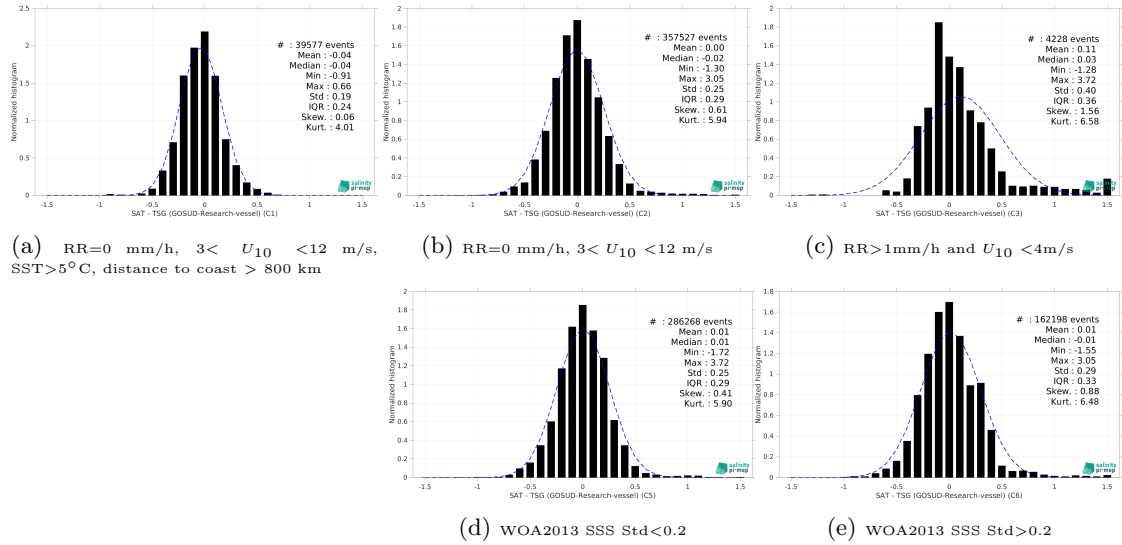 2.5
2
1.5
1
0.5
0
Normalized histogram
# : 39577 events
Mean : -0.04
Median : -0.04
Min : -0.91
Max : 0.66
Std : 0.19
IQR : 0.24
Skew. : 0.06
Kurt. : 4.01
salinity
pi-mep
-1.5 -1 -0.5 0 0.5 1 1.5
SAT - TSG (GOSUD-Research-vessel) (C1)
(a) RR=0 mm/h, 3< U10 <12 m/s,
SST>5°C, distance to coast > 800 km
2
1.8
1.6
1.4
1.2
1
0.8
0.6
0.4
0.2
0
Normalized histogram
# : 357527 events
Mean : 0.00
Median : -0.02
Min : -1.30
Max : 3.05
Std : 0.25
IQR : 0.29
Skew. : 0.61
Kurt. : 5.94
salinity
pi-mep
-1.5 -1 -0.5 0 0.5 1 1.5
SAT - TSG (GOSUD-Research-vessel) (C2)
(b) RR=0 mm/h, 3< U10 <12 m/s
2
1.8
1.6
1.4
1.2
1
0.8
0.6
0.4
0.2
0
Normalized histogram
# : 4228 events
Mean : 0.11
Median : 0.03
Min : -1.28
Max : 3.72
Std : 0.40
IQR : 0.36
Skew. : 1.56
Kurt. : 6.58
salinity
pi-mep
-1.5 -1 -0.5 0 0.5 1 1.5
SAT - TSG (GOSUD-Research-vessel) (C3)
(c) RR>1mm/h and U10 <4m/s
2
1.8
1.6
1.4
1.2
1
0.8
0.6
0.4
0.2
0
Normalized histogram
# : 286268 events
Mean : 0.01
Median : 0.01
Min : -1.72
Max : 3.72
Std : 0.25
IQR : 0.29
Skew. : 0.41
Kurt. : 5.90
salinity
pi-mep
-1.5 -1 -0.5 0 0.5 1 1.5
SAT - TSG (GOSUD-Research-vessel) (C5)
(d) WOA2013 SSS Std<0.2
1.8
1.6
1.4
1.2
1
0.8
0.6
0.4
0.2
0
Normalized histogram
# : 162198 events
Mean : 0.01
Median : -0.01
Min : -1.55
Max : 3.05
Std : 0.29
IQR : 0.33
Skew. : 0.88
Kurt. : 6.48
salinity
pi-mep
-1.5 -1 -0.5 0 0.5 1 1.5
SAT - TSG (GOSUD-Research-vessel) (C6)
(e) WOA2013 SSS Std>0.2